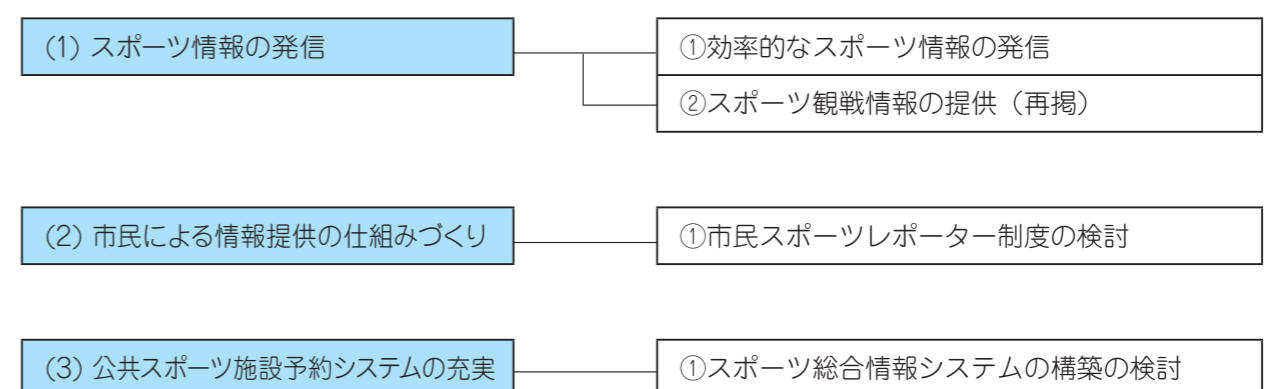 (1) スポーツ情報の発信
①効率的なスポーツ情報の発信
②スポーツ観戦情報の提供（再掲）
(2) 市民による情報提供の仕組みづくり
①市民スポーツレポーター制度の検討
(3) 公共スポーツ施設予約システムの充実
①スポーツ総合情報システムの構築の検討